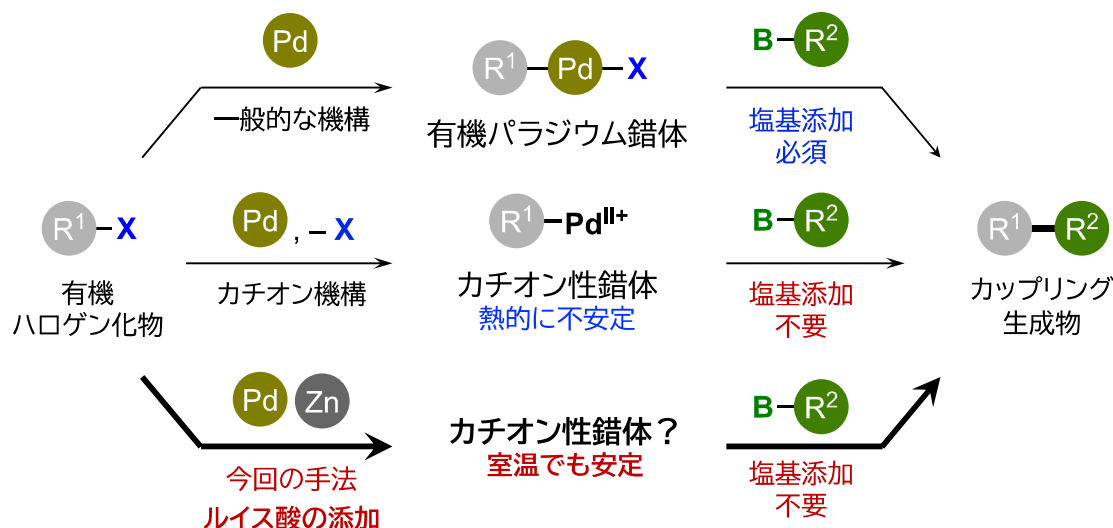 Pd
一般的な機構
R¹—Pd—X
有機パラジウム錯体
B—R²
塩基添加
必須
R¹—X
有機
ハロゲン化物
Pd , — X
カチオン機構
R¹—Pdᴵᴵ⁺
カチオン性錯体
熱的に不安定
B—R²
塩基添加
不要
R¹—R²
カップリング
生成物
Pd Zn
今回の手法
ルイス酸の添加
カチオン性錯体？
室温でも安定
B—R²
塩基添加
不要